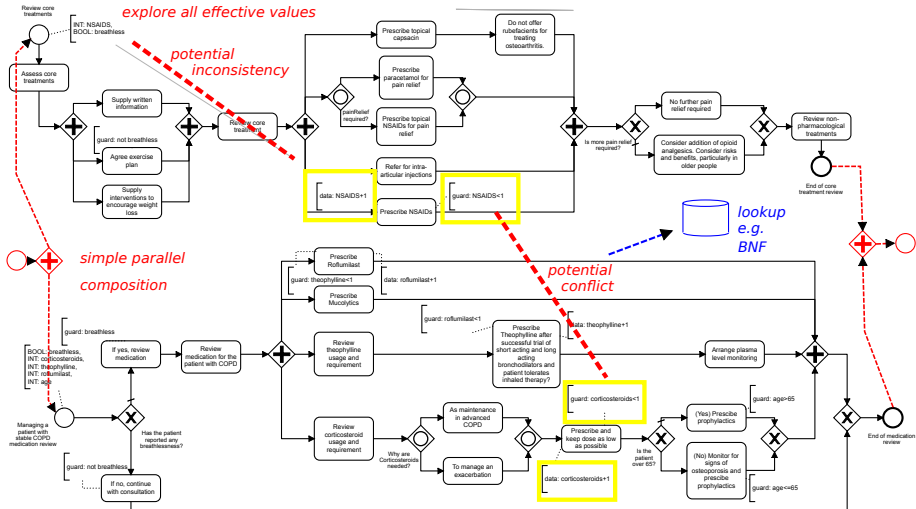 explore all effective values
Review core
treatments
INT: NSAIDS,
BOOL: breathless
potential
inconsistency
Assess core
treatments
Supply written
information
guard: not breathless
Agree exercise
plan
Supply
interventions to
encourage weight
loss
Review core
treatment
Prescribe topical
capsacin
Do not offer
rubefacients for
treating
osteoarthritis.
Prescribe
paracetamol for
pain relief
painRelief
required?
Prescribe topical
NSAIDs for pain
relief
Refer for intra-
articular injections
data: NSAIDS+1
guard: NSAIDS<1
Prescribe NSAIDs
Is more pain relief
required?
No further pain
relief required
Consider addition of opioid
analgesics. Consider risks
and benefits, particularly in
older people
Review non-
pharmacological
treatments
End of core
treatment review
lookup
e.g.
BNF
simple parallel
composition
potential
conflict
Prescribe
Roflumilast
guard: theophylline<1
data: roflumilast+1
Prescribe
Mucolytics
guard: breathless
BOOL: breathless,
INT: corticosteroids,
INT: theophylline,
INT: rofumilast,
INT: age
If yes, review
medication
Review
medication for the
patient with COPD
Review
theophylline
usage and
requirement
guard: roflumilast<1
Prescribe
Theophylline after
successful trial of
short acting and long
acting
bronchodilators and
patient tolerates
inhaled therapy?
data: theophylline+1
Arrange plasma
level monitoring
Managing a
patient with
stable COPD
medication review
Has the patient
reported any
breathlessness?
guard: not breathless
If no, continue
with consultation
Review
corticosteroid
usage and
requirement
Why are
Corticosteroids
needed?
As maintenance
in advanced
COPD
To manage an
exacerbation
guard: corticosteroids<1
Prescribe and
keep dose as low
as possible
data: corticosteroids+1
Is the
patient
over 65?
(Yes) Prescibe
prophylactics
guard: age>65
(No) Monitor for
signs of
osteoporosis and
prescibe
prophylactics
guard: age<=65
End of medication
review